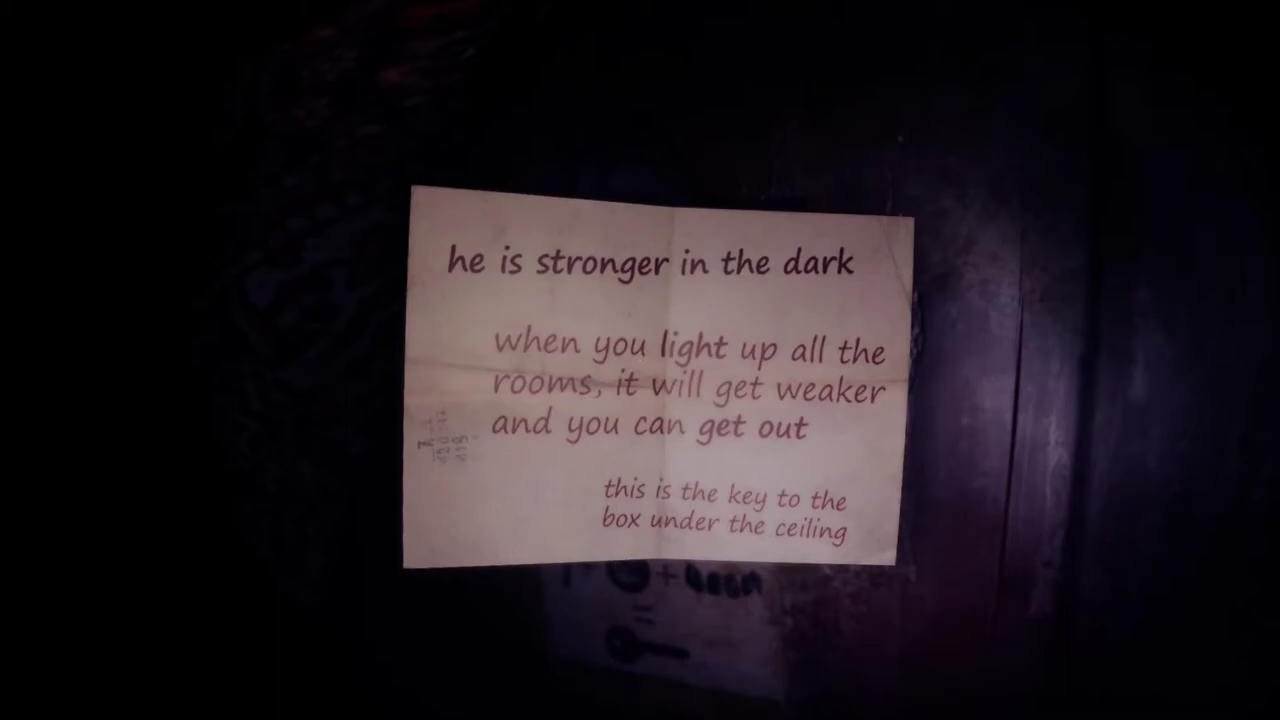 he is stronger in the dark
when you light up all the
rooms, it will get weaker
and you can get out
this is the key to the
box under the ceiling